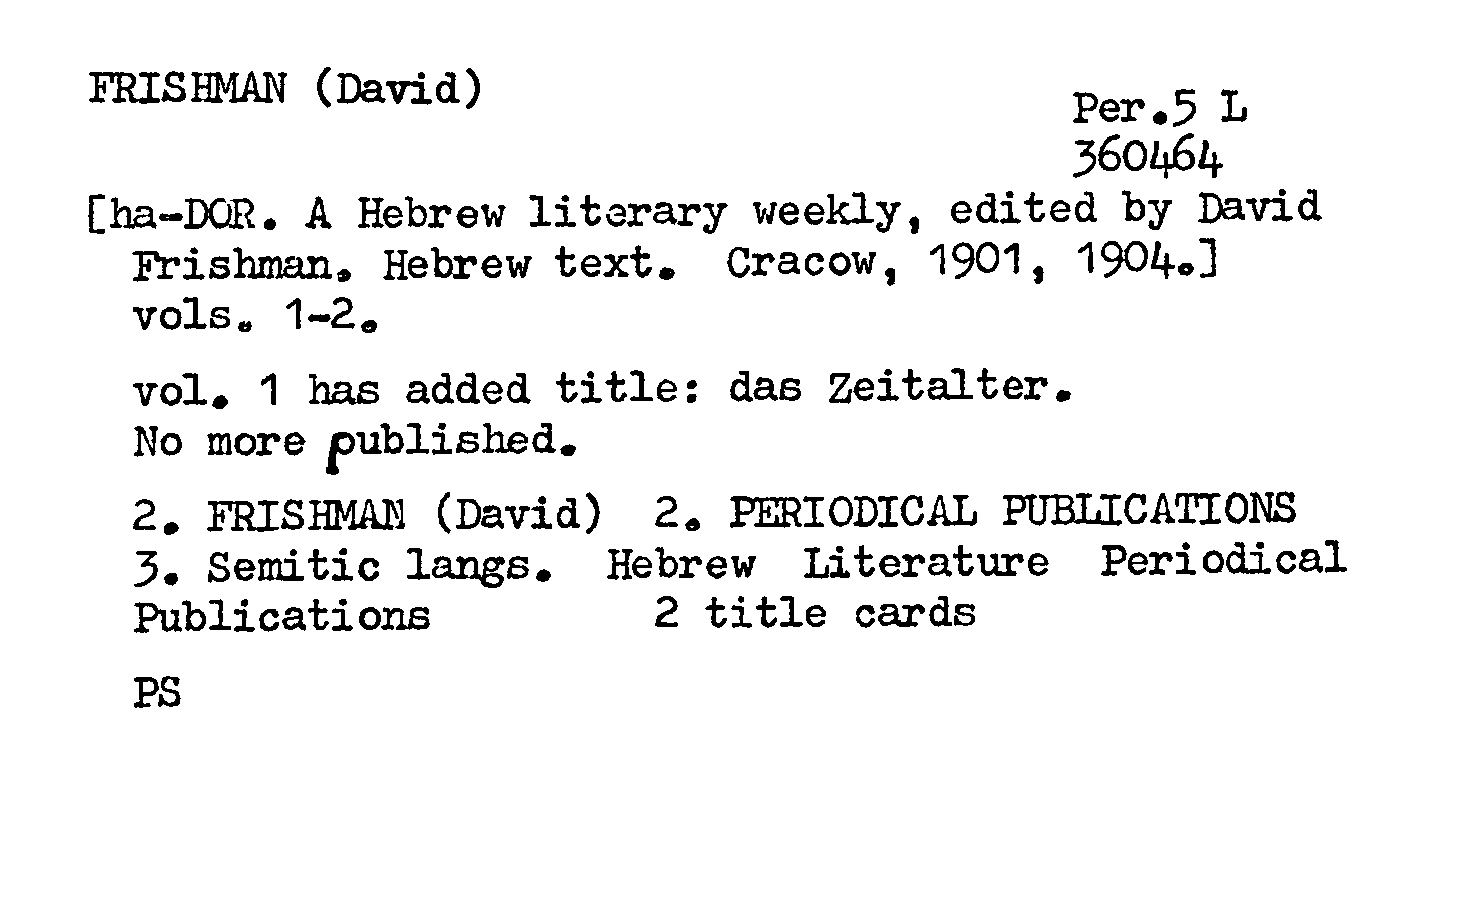 FRISHMAN (David)
Per.5 L
360464
[ha-DOR. A Hebrew literary weekly, edited by David
Frishman. Hebrew text. Cracow, 1901, 1904.]
vols. 1-2.
vol. 1 has added title: das Zeitalter.
No more published.
2. FRISHMAN (David) 2. PERIODICAL PUBLICATIONS
3. Semitic langs. Hebrew Literature Periodical
Publications 2 title cards
PS